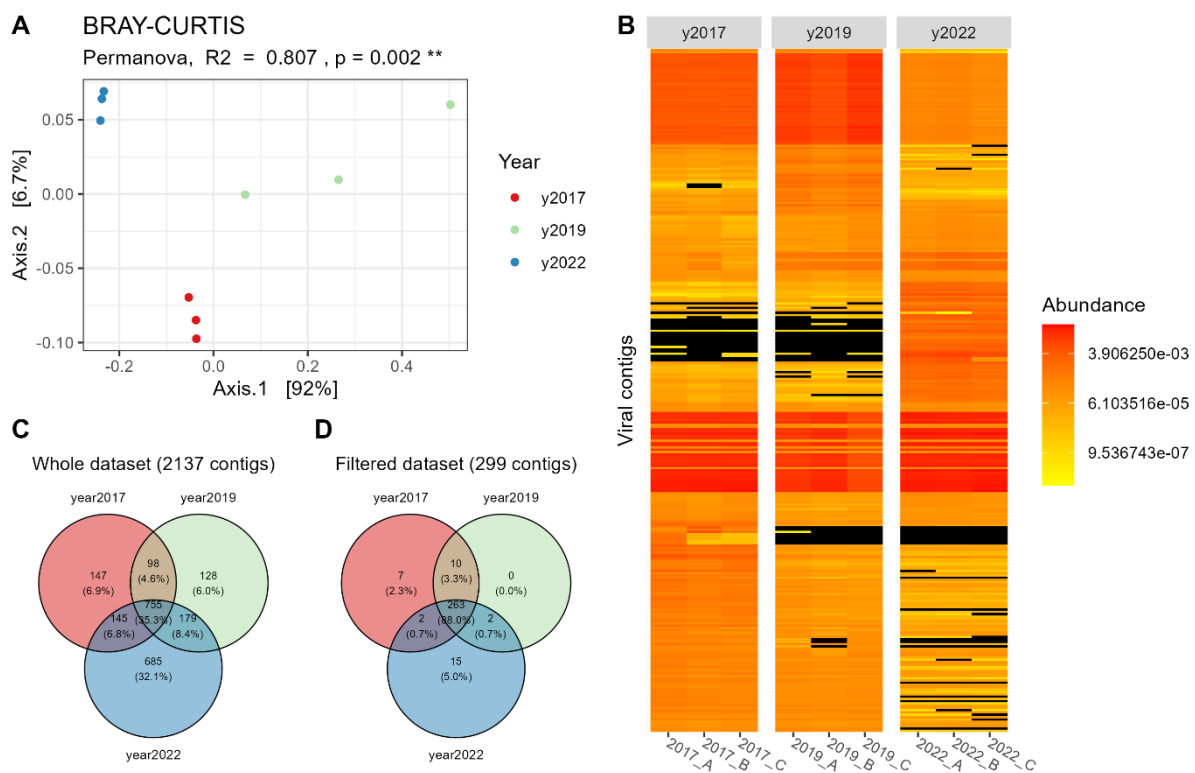 A
BRAY-CURTIS
Permanova, R2 = 0.807 , p = 0.002 **
0.05
0.00
-0.05
-0.10
Axis.2 [6.7%]
-0.2
0.0
0.2
0.4
Axis.1 [92%]
Year
y2017
y2019
y2022
B
y2017
y2019
y2022
Viral contigs
2017_A
2017_B
2017_C
2019_A
2019_B
2019_C
2022_A
2022_B
2022_C
Abundance
3.906250e-03
6.103516e-05
9.536743e-07
C
Whole dataset (2137 contigs)
year2017
year2019
147
(6.9%)
98
(4.6%)
128
(6.0%)
755
(35.3%)
145
(6.8%)
179
(8.4%)
685
(32.1%)
year2022
D
Filtered dataset (299 contigs)
year2017
year2019
7
(2.3%)
10
(3.3%)
0
(0.0%)
263
(88.0%)
2
(0.7%)
2
(0.7%)
15
(5.0%)
year2022